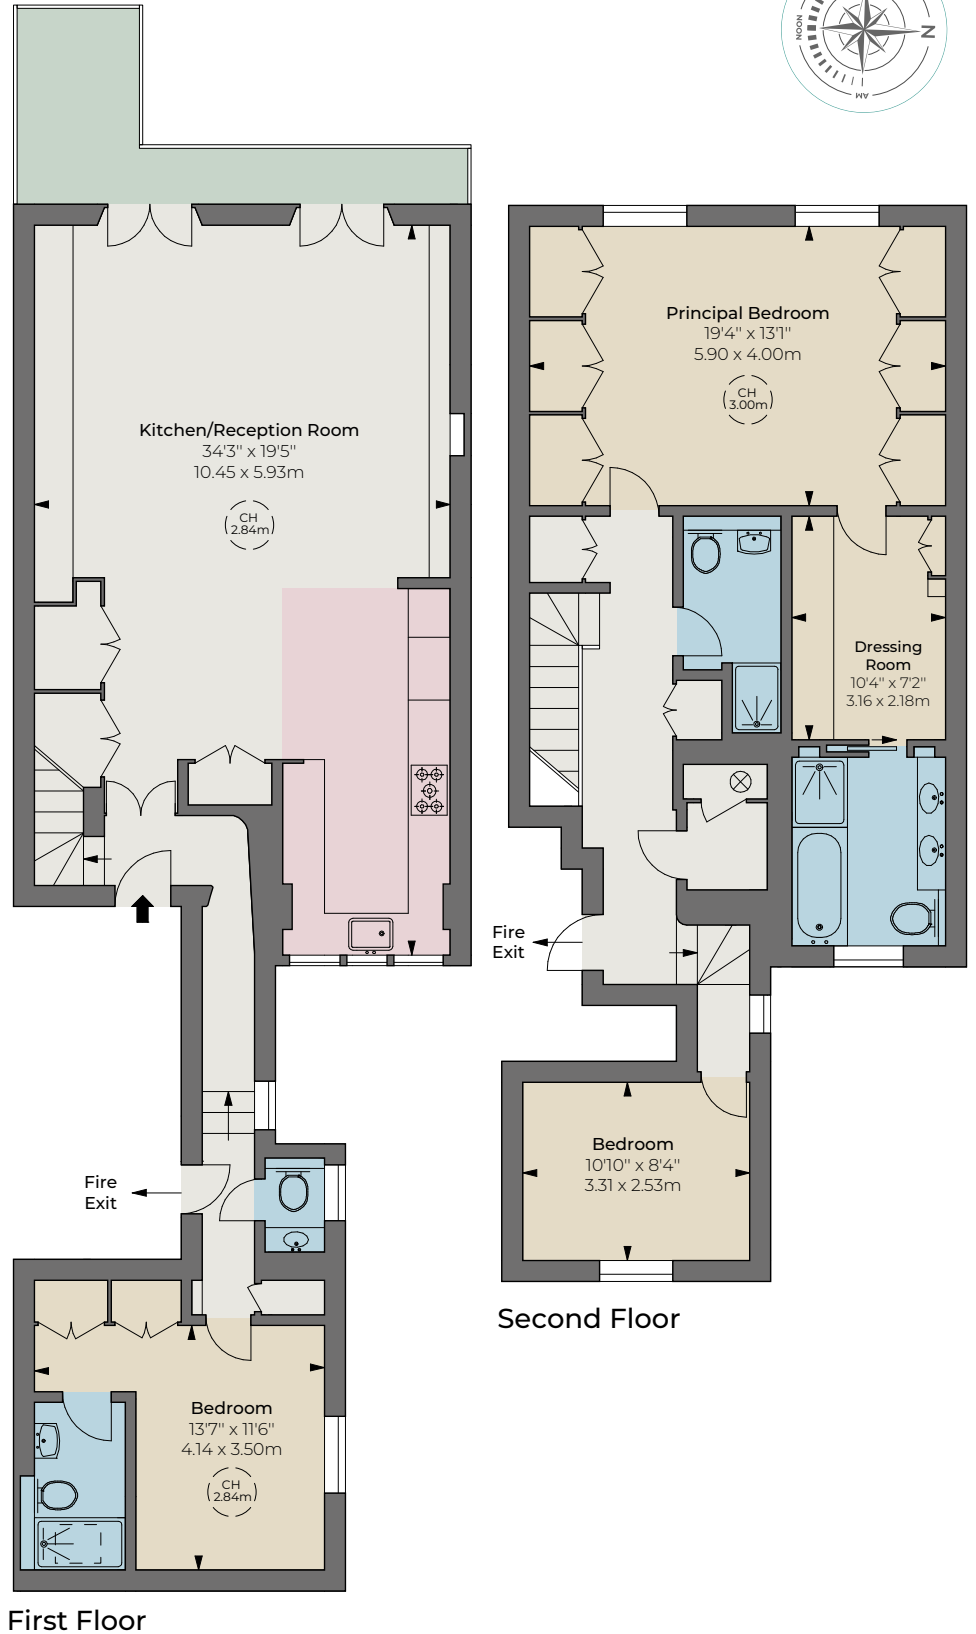 NOON
N
AM
Kitchen/Reception Room
34'3" x 19'5"
10.45 x 5.93m
CH
2.84m
Principal Bedroom
19'4" x 13'1"
5.90 x 4.00m
CH
3.00m
Dressing
Room
10'4" x 7'2"
3.16 x 2.18m
Fire
Exit
Bedroom
10'10" x 8'4"
3.31 x 2.53m
Second Floor
Fire
Exit
Bedroom
13'7" x 11'6"
4.14 x 3.50m
CH
2.84m
First Floor